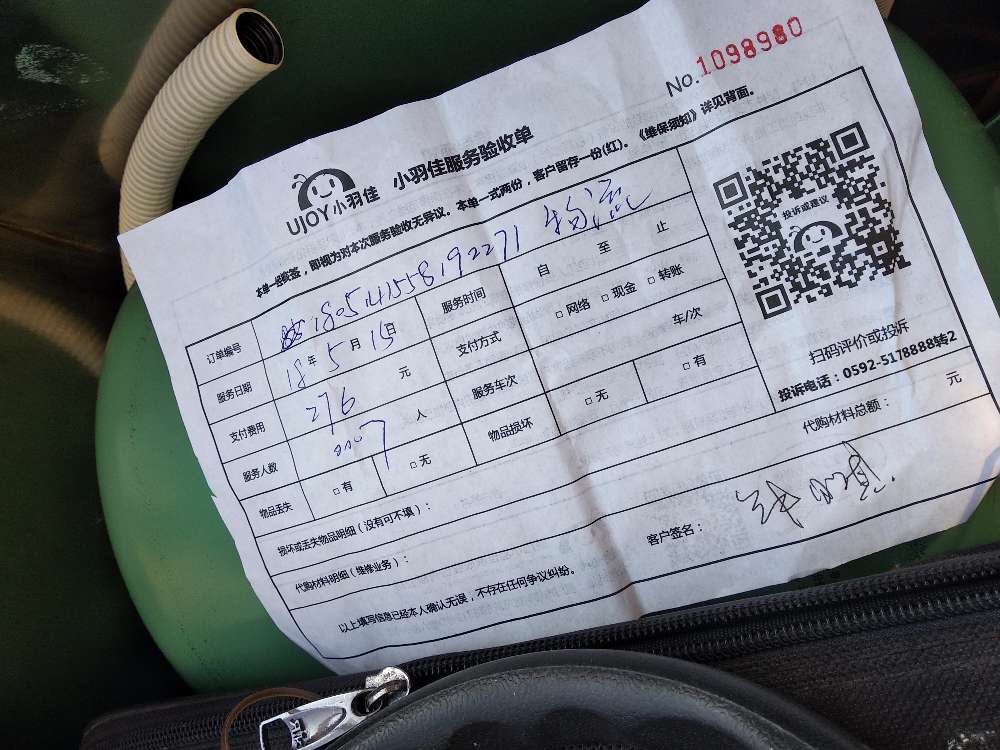 No.1098980
UJOY小羽佳 小羽佳服务验收单
本单一经数签，即视为对本次服务验收无异议。本单一式两份，客户留存一份(红)。《维保须知》详见背面。
订单编号 1805141558192271
服务日期 18年5月15日 服务时间 自 至 止
支付费用 276 元 支付方式 □网络 □现金 □转账
服务人数 人 服务车次 车/次
物品丢失 □有 □无 物品损坏 □无 □有
投诉或建议
扫码评价或投诉
投诉电话：0592-5178888转2
损坏或丢失物品明细（没有可不填）：
代购材料明细（维修业务）： 代购材料总额： 元
以上填写信息已经本人确认无误，不存在任何争议纠纷。 客户签名：